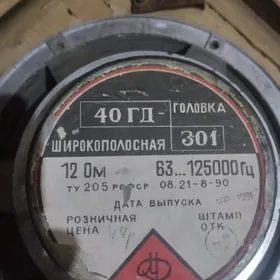 40 ГД- ГОЛОВКА
ШИРОКОПОЛОСНАЯ 301
12 Ом 63...125000 ГЦ
ТУ 205 РСФСР 08.21-8-90
ДАТА ВЫПУСКА
РОЗНИЧНАЯ ШТАМП
ЦЕНА ОТК